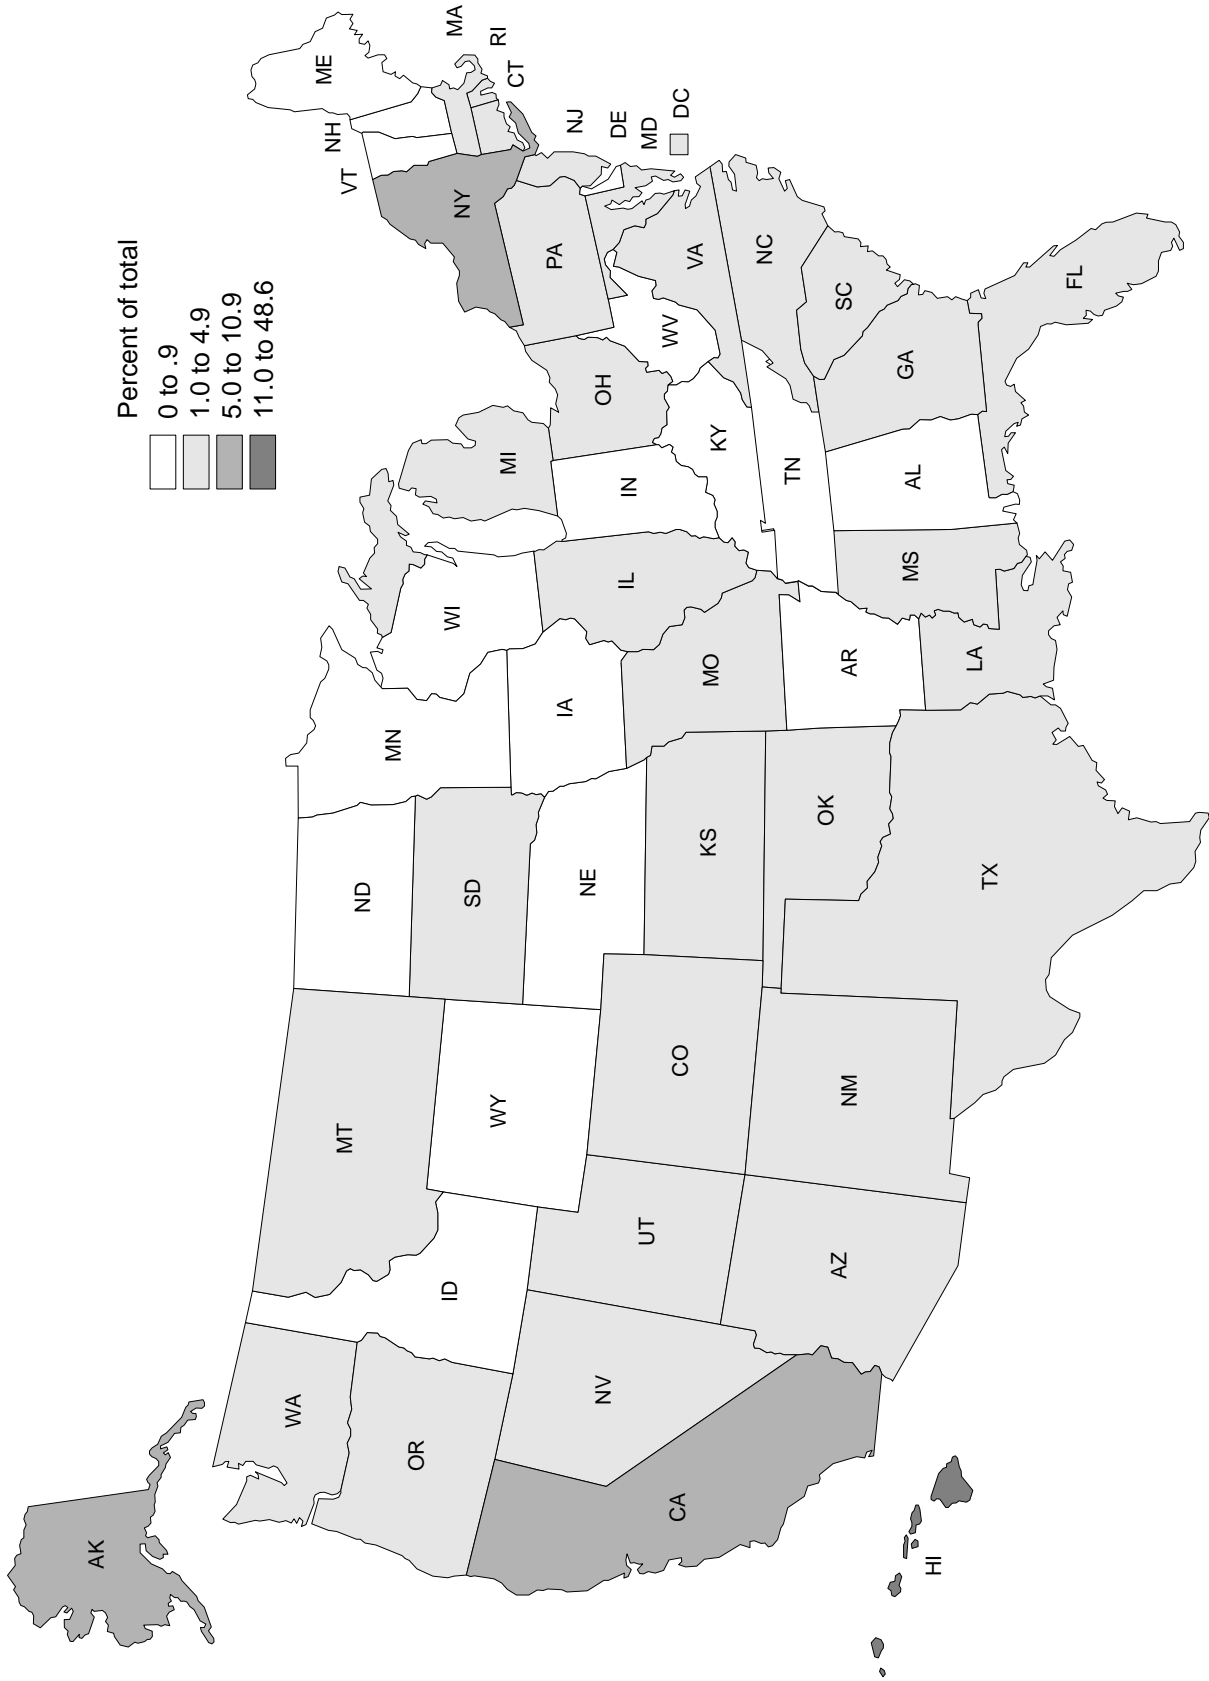 Percent of total
0 to .9
1.0 to 4.9
5.0 to 10.9
11.0 to 48.6
AK
WA
OR
CA
NV
ID
MT
WY
UT
AZ
CO
NM
ND
SD
NE
KS
OK
TX
MN
IA
MO
AR
LA
WI
IL
MI
IN
OH
KY
TN
MS
AL
GA
FL
SC
NC
VA
WV
PA
NY
VT
NH
ME
MA
RI
CT
NJ
DE
MD
DC
HI